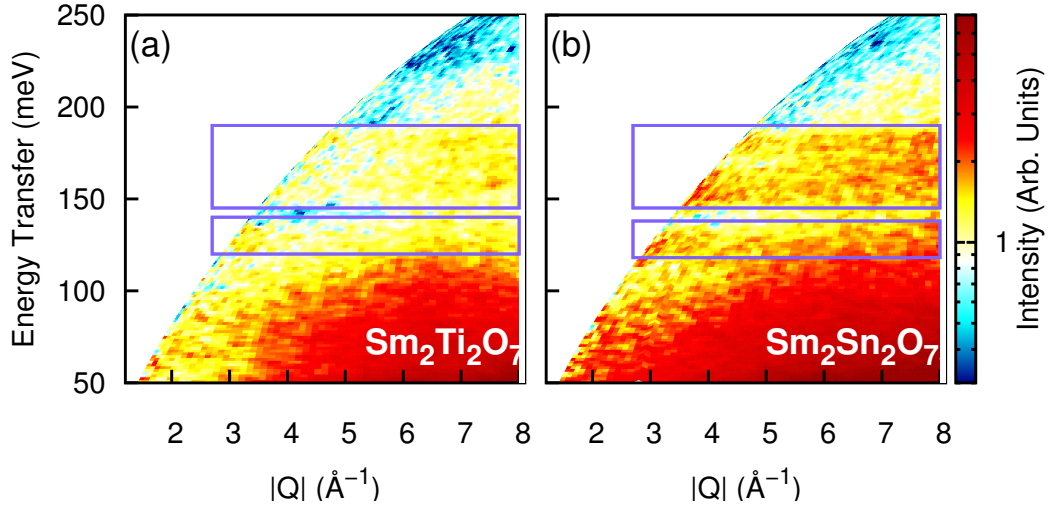 250
200
150
100
50
Energy Transfer (meV)
(a)
Sm₂Ti₂O₇
2 3 4 5 6 7 8
|Q| (Å⁻¹)
(b)
Sm₂Sn₂O₇
2 3 4 5 6 7 8
|Q| (Å⁻¹)
1
Intensity (Arb. Units)